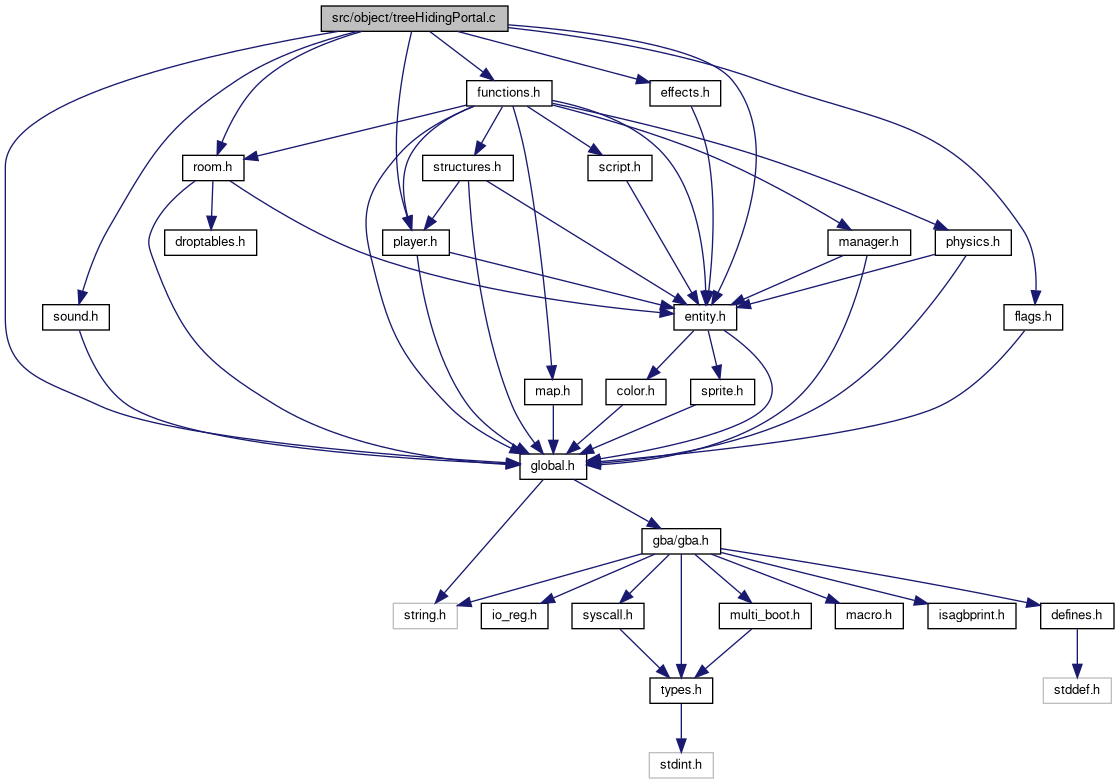 src/object/treeHidingPortal.c
functions.h
effects.h
room.h
structures.h
script.h
droptables.h
player.h
manager.h
physics.h
sound.h
entity.h
flags.h
map.h
color.h
sprite.h
global.h
gba/gba.h
string.h
io_reg.h
syscall.h
multi_boot.h
macro.h
isagbprint.h
defines.h
types.h
stddef.h
stdint.h